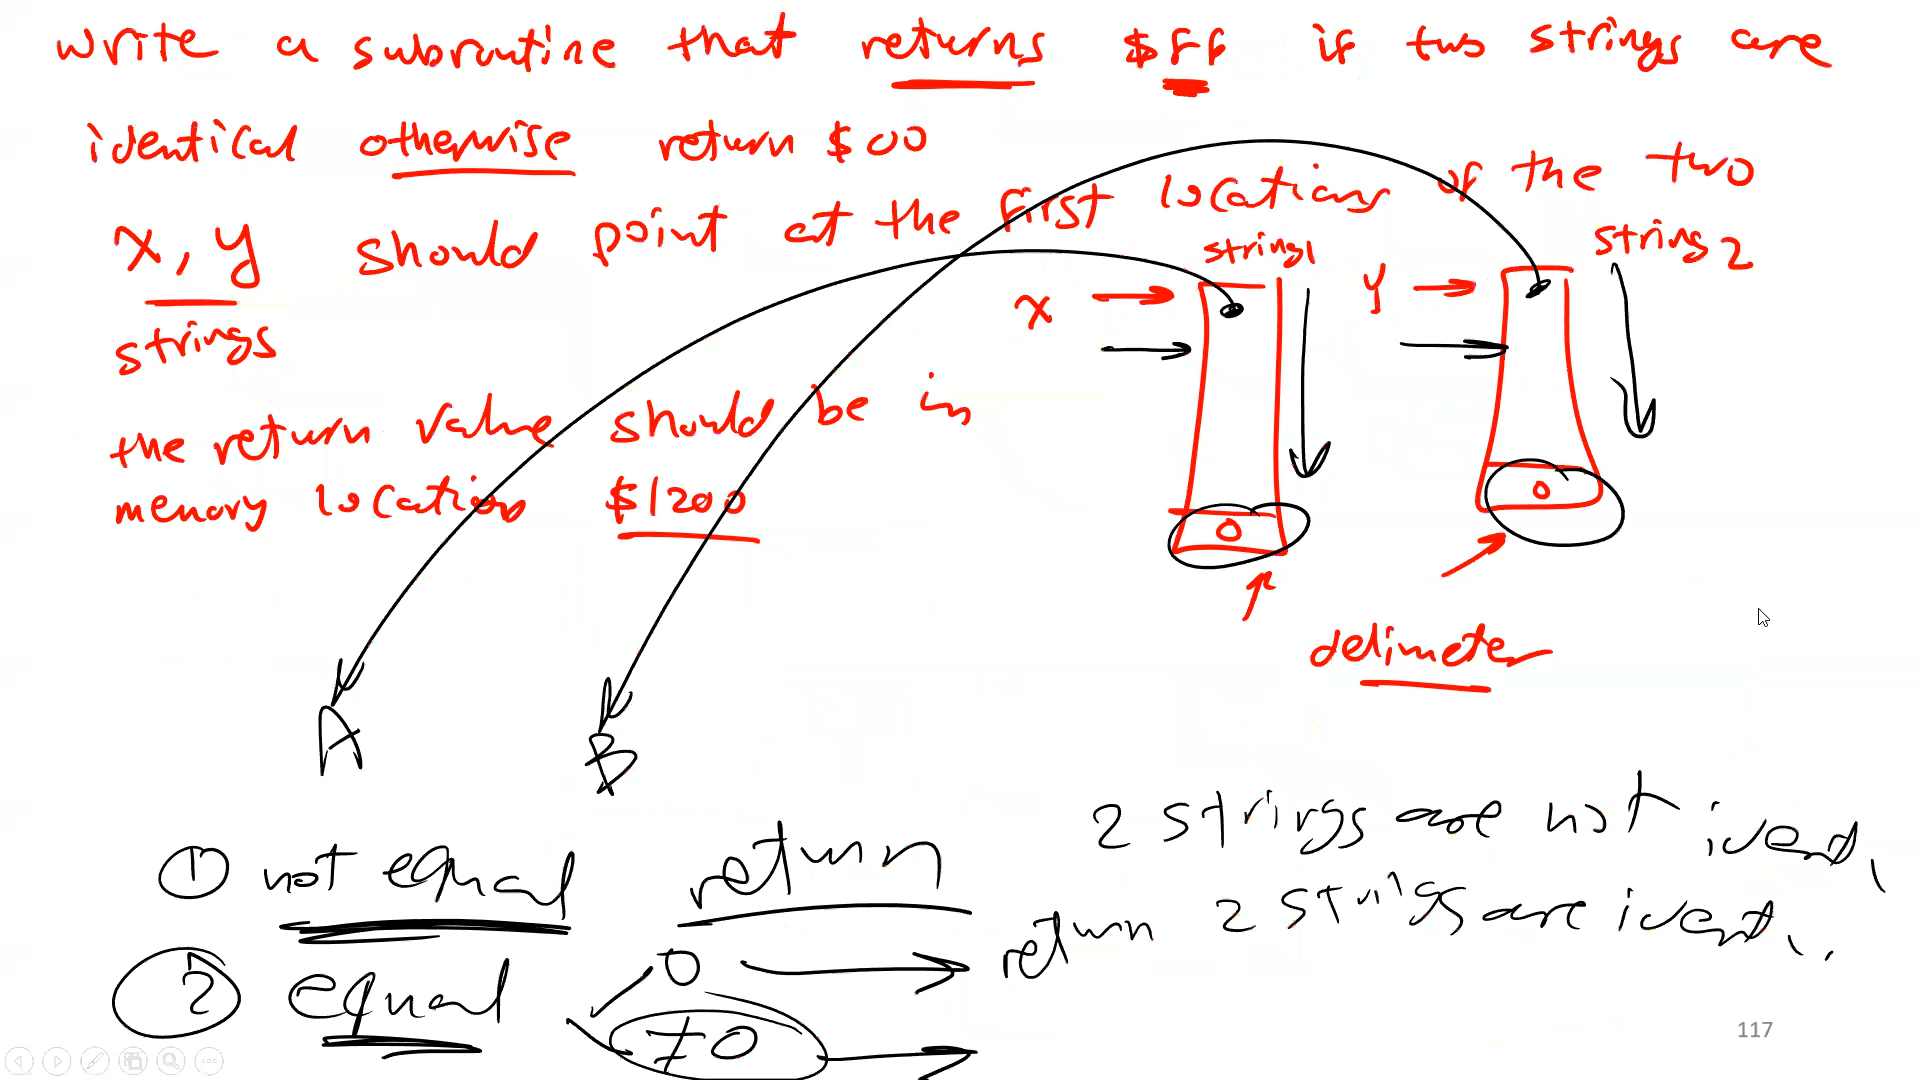 write a subroutine that returns $FF if two strings are
identical otherwise return $00
x, y should point at the first locations of the two
strings
string1
string2
x
y
the return value should be in
memory location $1200
0
0
delimeter
A
B
2 strings are not ident.
① not equal return
return 2 strings are ident..
② equal 0
≠0
117